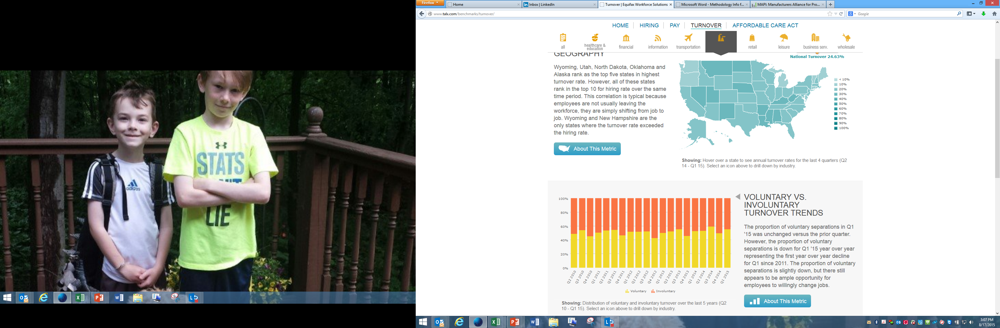 STATS
LIE
adidas
Firefox
Home
Inbox | LinkedIn
Turnover | Equifax Workforce Solutions
Microsoft Word - Methodology Info f...
MAPI: Manufacturers Alliance for Pro...
www.talx.com/benchmarks/turnover/
Google
HOME
HIRING
PAY
TURNOVER
AFFORDABLE CARE ACT
all
healthcare &
education
financial
information
transportation
retail
leisure
business serv.
wholesale
GEOGRAPHY
Wyoming, Utah, North Dakota, Oklahoma and
Alaska rank as the top five states in highest
turnover rate. However, all of these states
rank in the top 10 for hiring rate over the same
time period. This correlation is typical because
employees are not usually leaving the
workforce, they are simply shifting from job to
job. Wyoming and New Hampshire are the
only states where the turnover rate exceeded
the hiring rate.
About This Metric
National Turnover 24.63%
< 10%
10%
20%
30%
40%
50%
60%
70%
80%
90%
100%
Showing: Hover over a state to see annual turnover rates for the last 4 quarters (Q2
14 - Q1 15). Select an icon above to drill down by industry.
100%
80%
60%
40%
20%
0%
Q2 2010
Q3 2010
Q4 2010
Q1 2011
Q2 2011
Q3 2011
Q4 2011
Q1 2012
Q2 2012
Q3 2012
Q4 2012
Q1 2013
Q2 2013
Q3 2013
Q4 2013
Q1 2014
Q2 2014
Q3 2014
Q4 2014
Q1 2015
Voluntary
Involuntary
Showing: Distribution of voluntary and involuntary turnover over the last 5 years (Q2
10 - Q1 15). Select an icon above to drill down by industry.
VOLUNTARY VS.
INVOLUNTARY
TURNOVER TRENDS
The proportion of voluntary separations in Q1
'15 was unchanged versus the prior quarter.
However, the proportion of voluntary
separations is down for Q1 '15 year over year
representing the first year over year decline
for Q1 since 2011. The proportion of voluntary
separations is slightly down, but there still
appears to be ample opportunity for
employees to willingly change jobs.
About This Metric
3:07 PM
8/17/2015